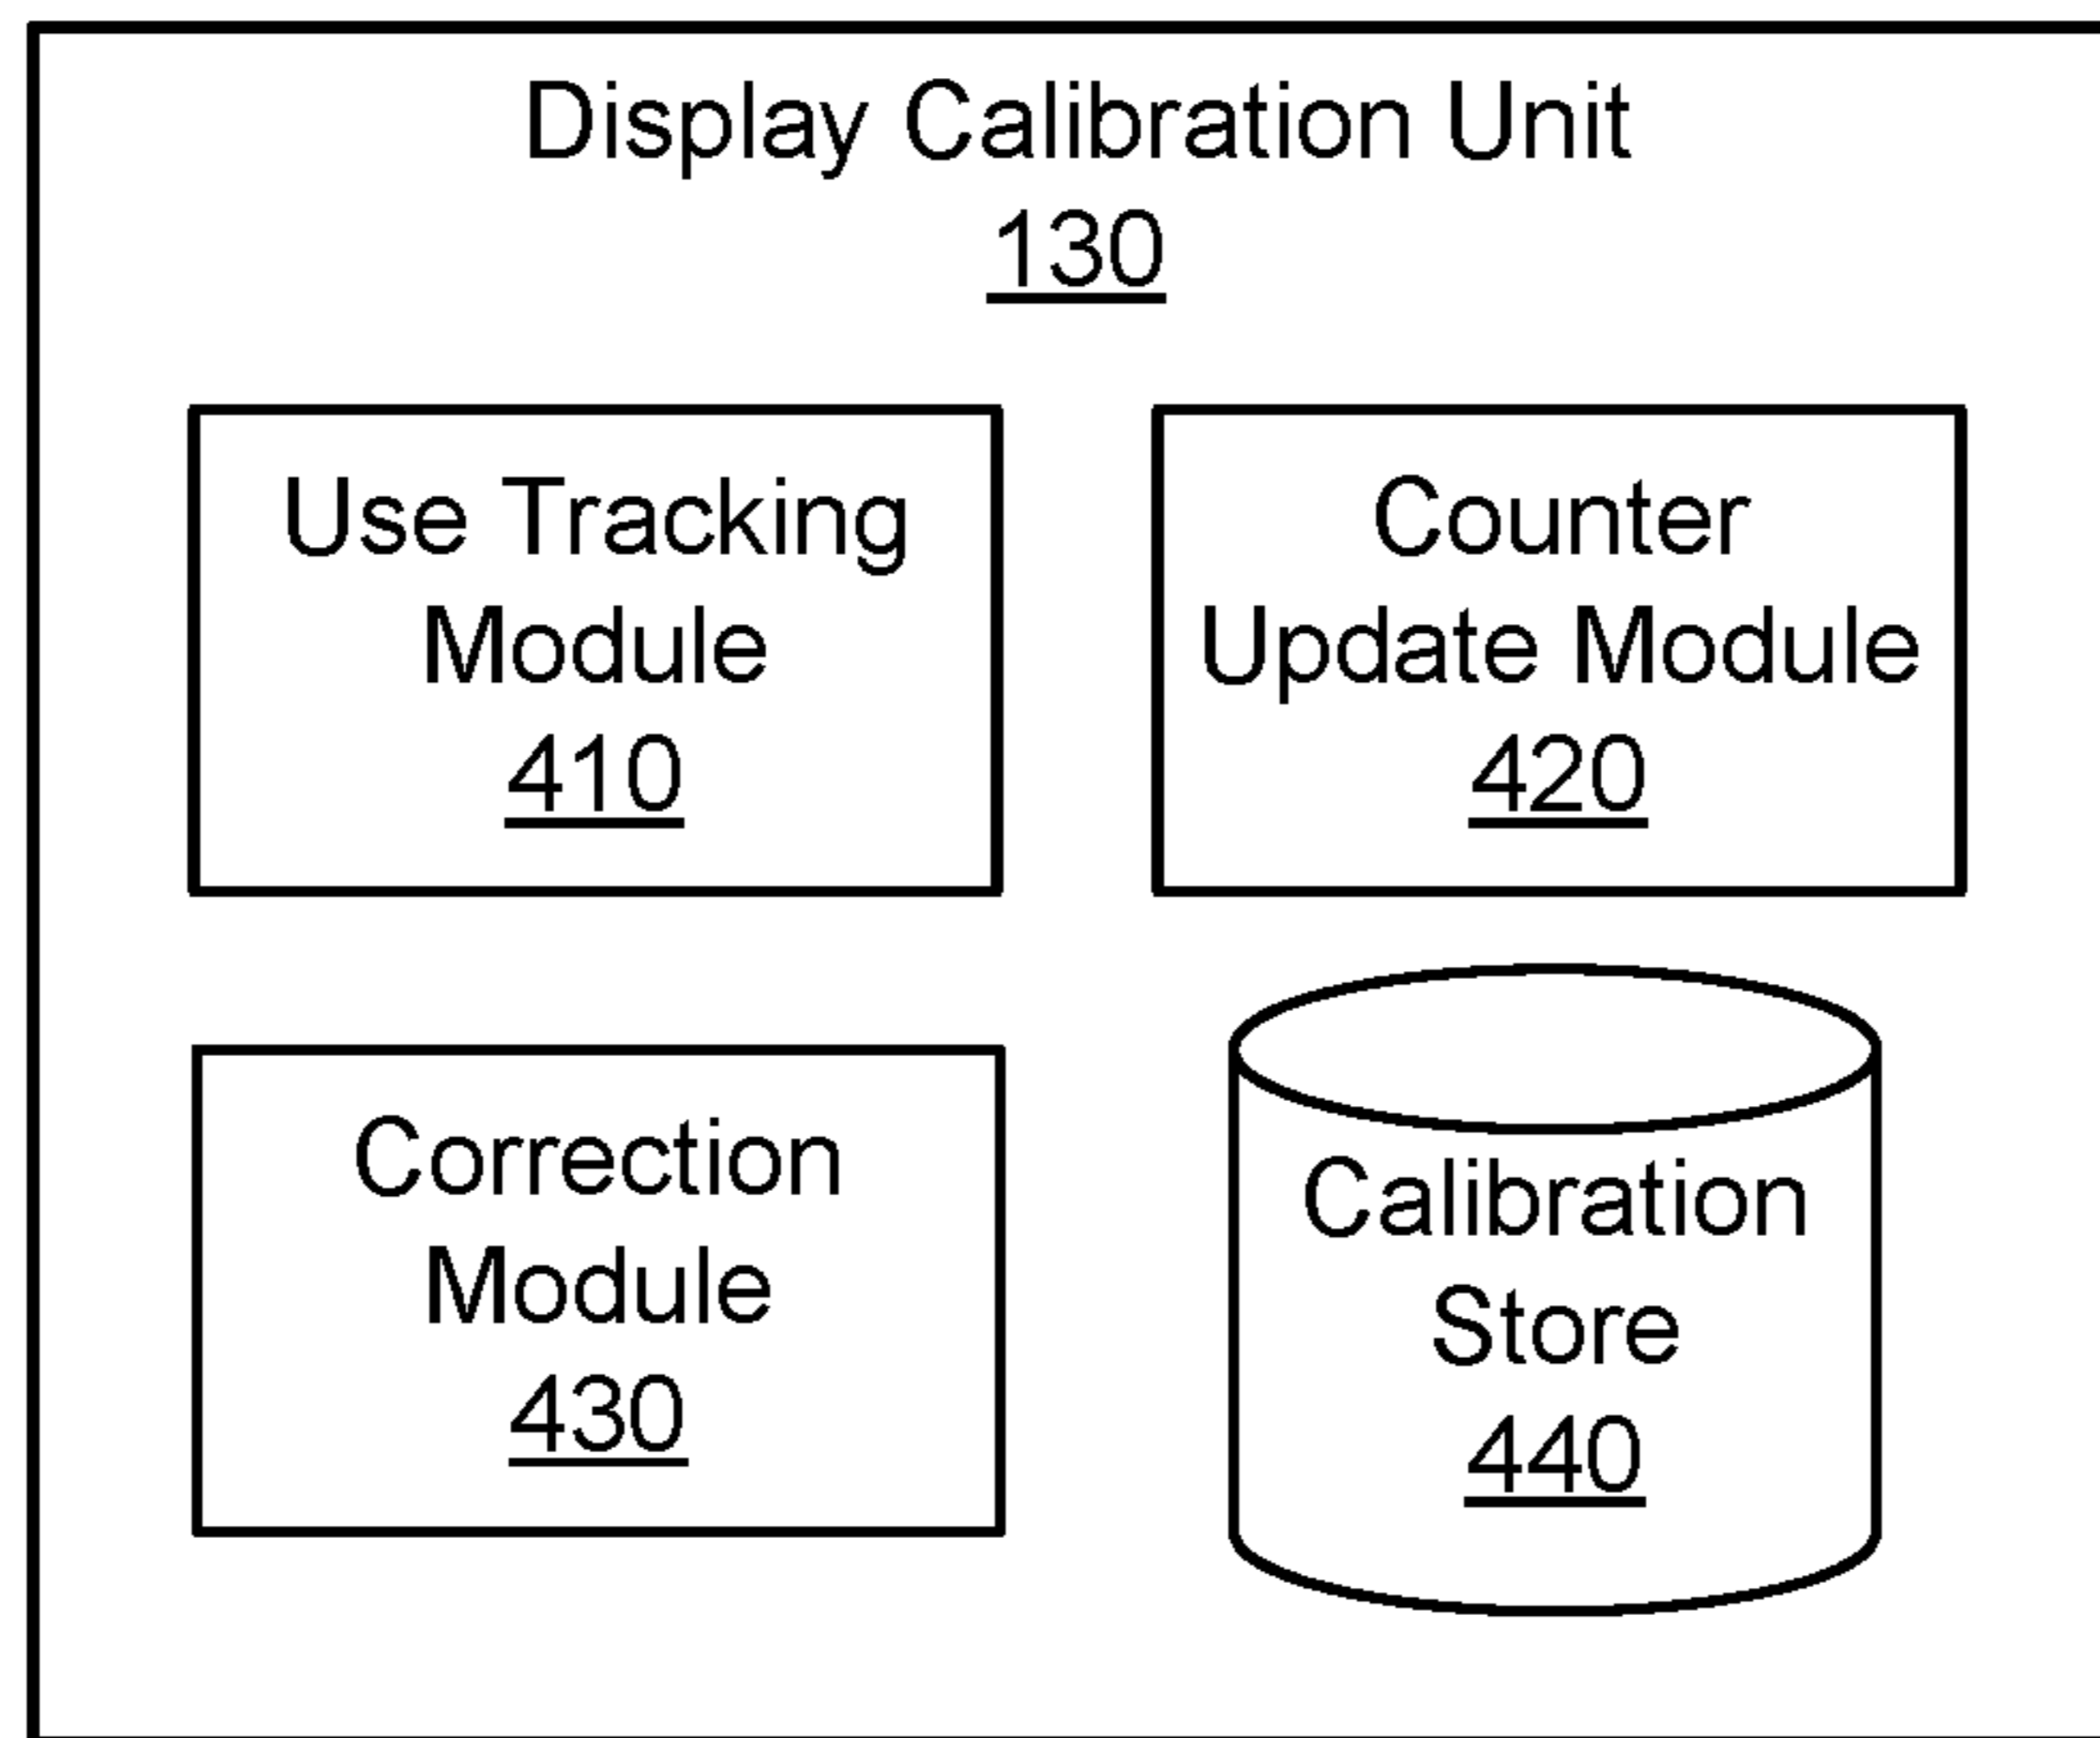 Display Calibration Unit
130
Use Tracking
Module
410
Counter
Update Module
420
Correction
Module
430
Calibration
Store
440